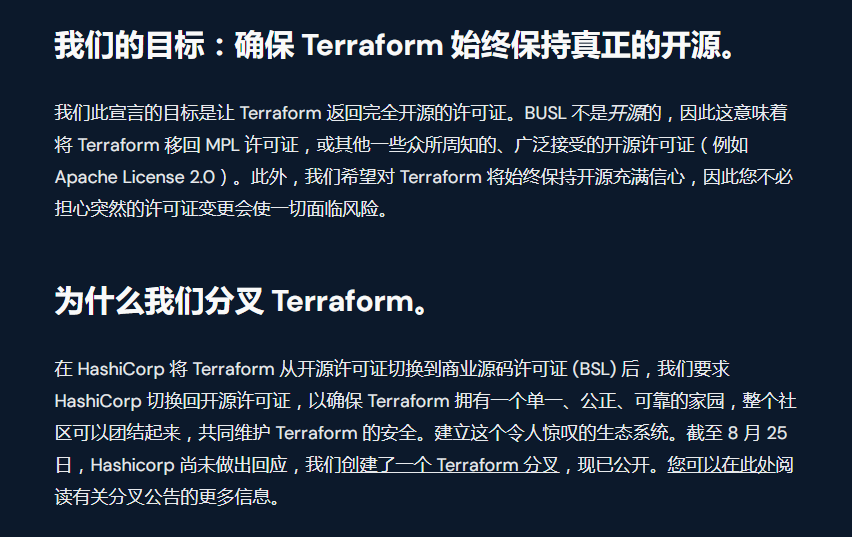 我们的目标：确保 Terraform 始终保持真正的开源。
我们此宣言的目标是让 Terraform 返回完全开源的许可证。BUSL 不是开源的，因此这意味着
将 Terraform 移回 MPL 许可证，或其他一些众所周知的、广泛接受的开源许可证（例如
Apache License 2.0）。此外，我们希望对 Terraform 将始终保持开源充满信心，因此您不必
担心突然的许可证变更会使一切面临风险。
为什么我们分叉 Terraform。
在 HashiCorp 将 Terraform 从开源许可证切换到商业源码许可证 (BSL) 后，我们要求
HashiCorp 切换回开源许可证，以确保 Terraform 拥有一个单一、公正、可靠的家园，整个社
区可以团结起来，共同维护 Terraform 的安全。建立这个令人惊叹的生态系统。截至 8 月 25
日，Hashicorp 尚未做出回应，我们创建了一个 Terraform 分叉，现已公开。您可以在此处阅
读有关分叉公告的更多信息。